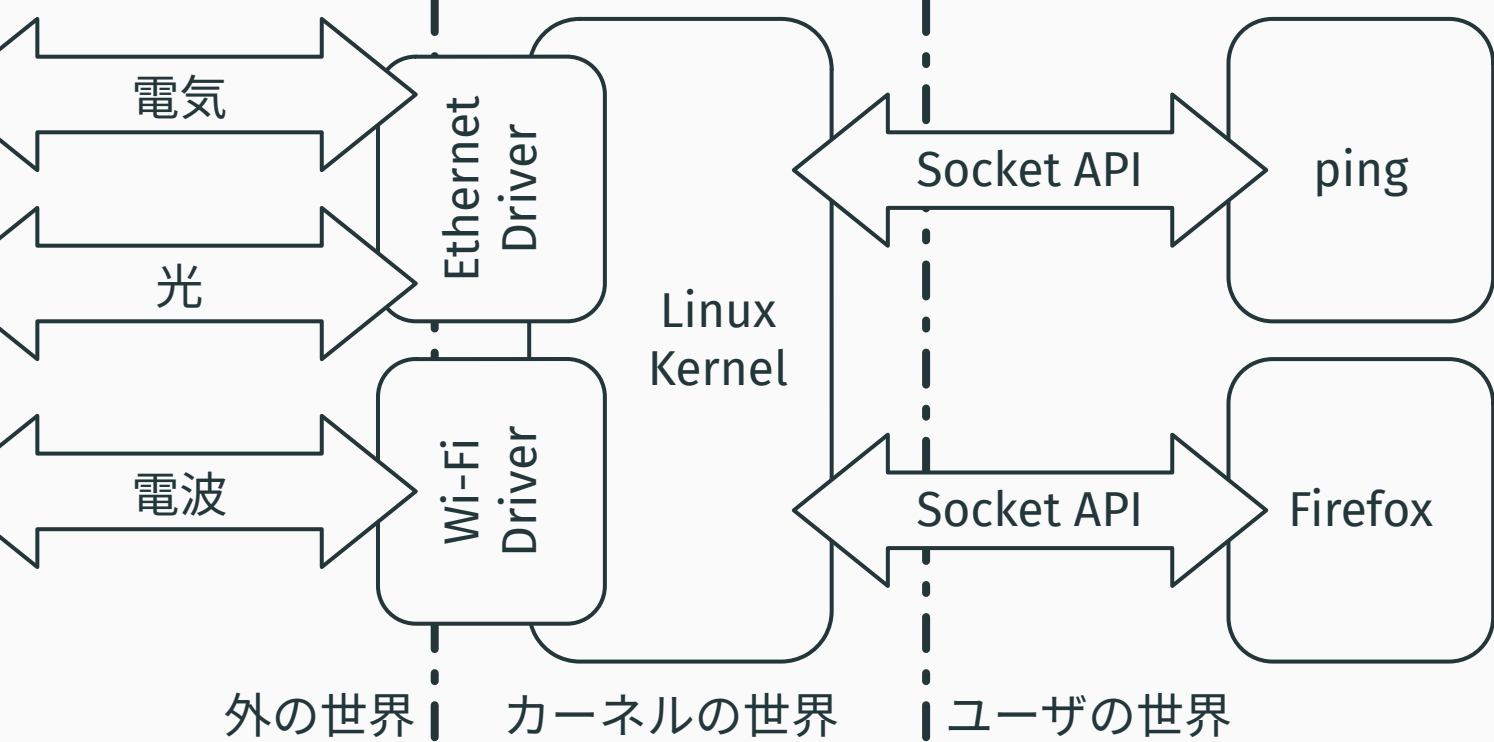 電気
光
電波
Ethernet
Driver
Wi-Fi
Driver
Linux
Kernel
Socket API
Socket API
ping
Firefox
外の世界
カーネルの世界
ユーザの世界